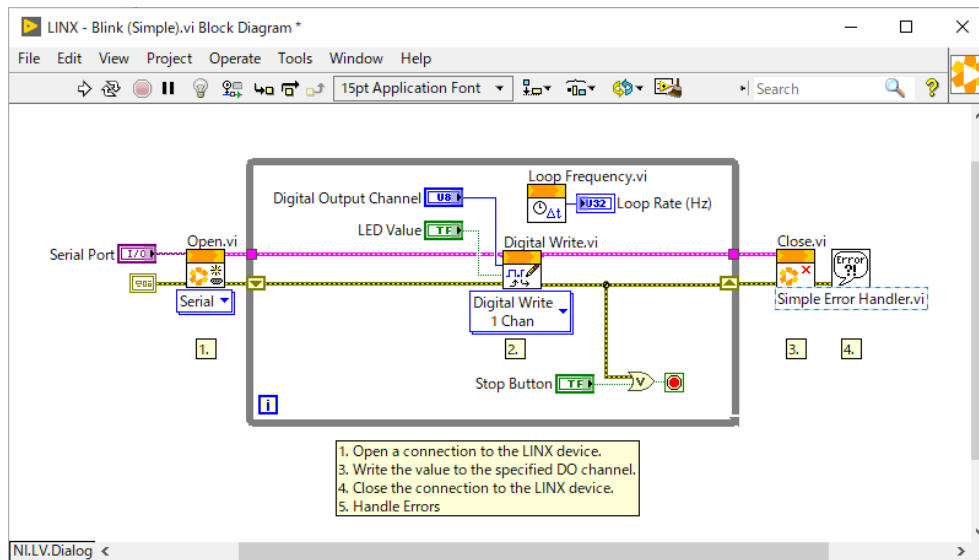 LINX - Blink (Simple).vi Block Diagram *
File Edit View Project Operate Tools Window Help
15pt Application Font
Search
Loop Frequency.vi
Digital Output Channel U8
U32 Loop Rate (Hz)
LED Value TF
Open.vi
Digital Write.vi
Close.vi
Serial Port I/O
Error ?!
Δt
Serial
Digital Write
1 Chan
Simple Error Handler.vi
1.
2.
3.
4.
Stop Button TF
V
i
1. Open a connection to the LINX device.
3. Write the value to the specified DO channel.
4. Close the connection to the LINX device.
5. Handle Errors
NI.LV.Dialog